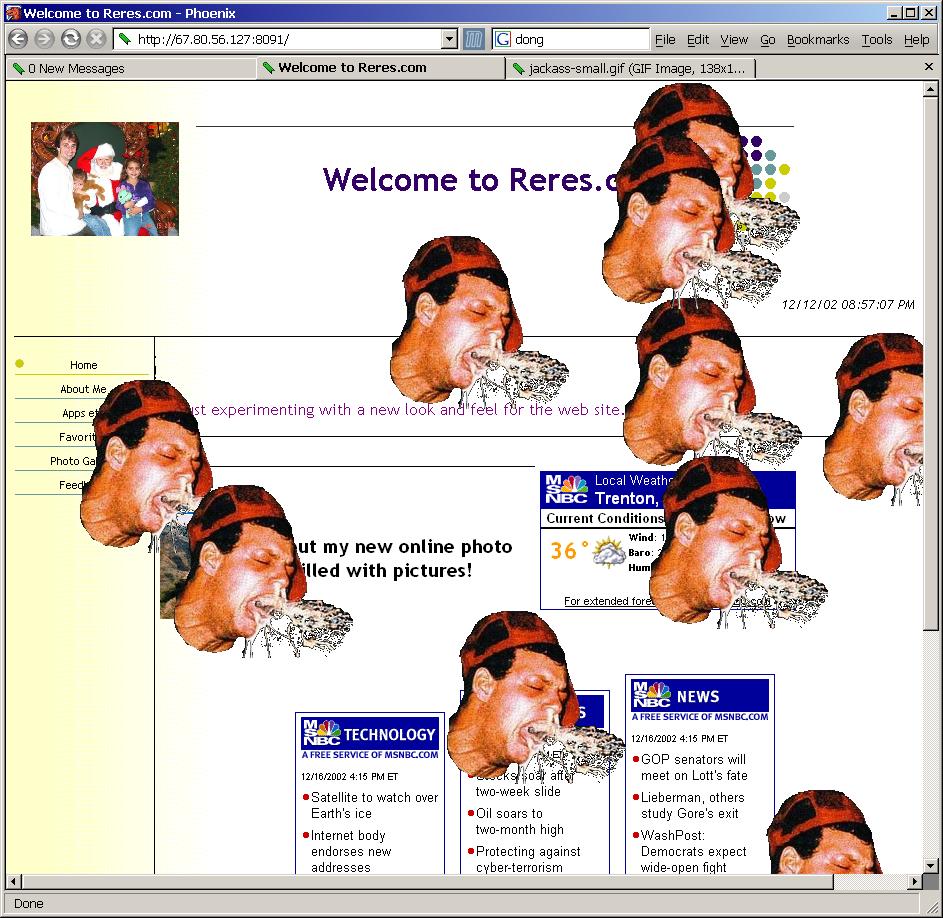 Welcome to Reres.com - Phoenix
http://67.80.56.127:8091/
dong
File Edit View Go Bookmarks Tools Help
0 New Messages
Welcome to Reres.com
jackass-small.gif (GIF Image, 138x1...
Welcome to Reres.c
12/12/02 08:57:07 PM
Home
About Me
Apps
Photo
ust experimenting with a new look and feel for the web site.
MSNBC
Local
Trenton,
Current Conditions
ow
36°
Wind:
Baro:
Hum
For extended
ut my new online photo
illed with pictures!
MSNBC TECHNOLOGY
A FREE SERVICE OF MSNBC.COM
12/16/2002 4:15 PM ET
Satellite to watch over
Earth's ice
Internet body
endorses new
addresses
S
Stocks soar after
two-week slide
Oil soars to
two-month high
Protecting against
cyber-terrorism
MSNBC NEWS
A FREE SERVICE OF MSNBC.COM
12/16/2002 4:15 PM ET
GOP senators will
meet on Lott's fate
Lieberman, others
study Gore's exit
WashPost:
Democrats expect
wide-open fight
Done